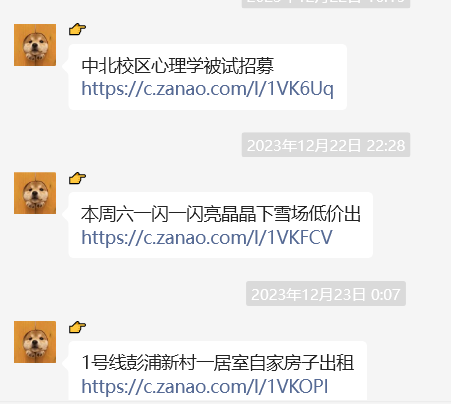 👉
中北校区心理学被试招募
https://c.zanao.com/l/1VK6Uq
2023年12月22日 22:28
👉
本周六一闪一闪亮晶晶下雪场低价出
https://c.zanao.com/l/1VKFCV
2023年12月23日 0:07
👉
1号线彭浦新村一居室自家房子出租
https://c.zanao.com/l/1VKOPI